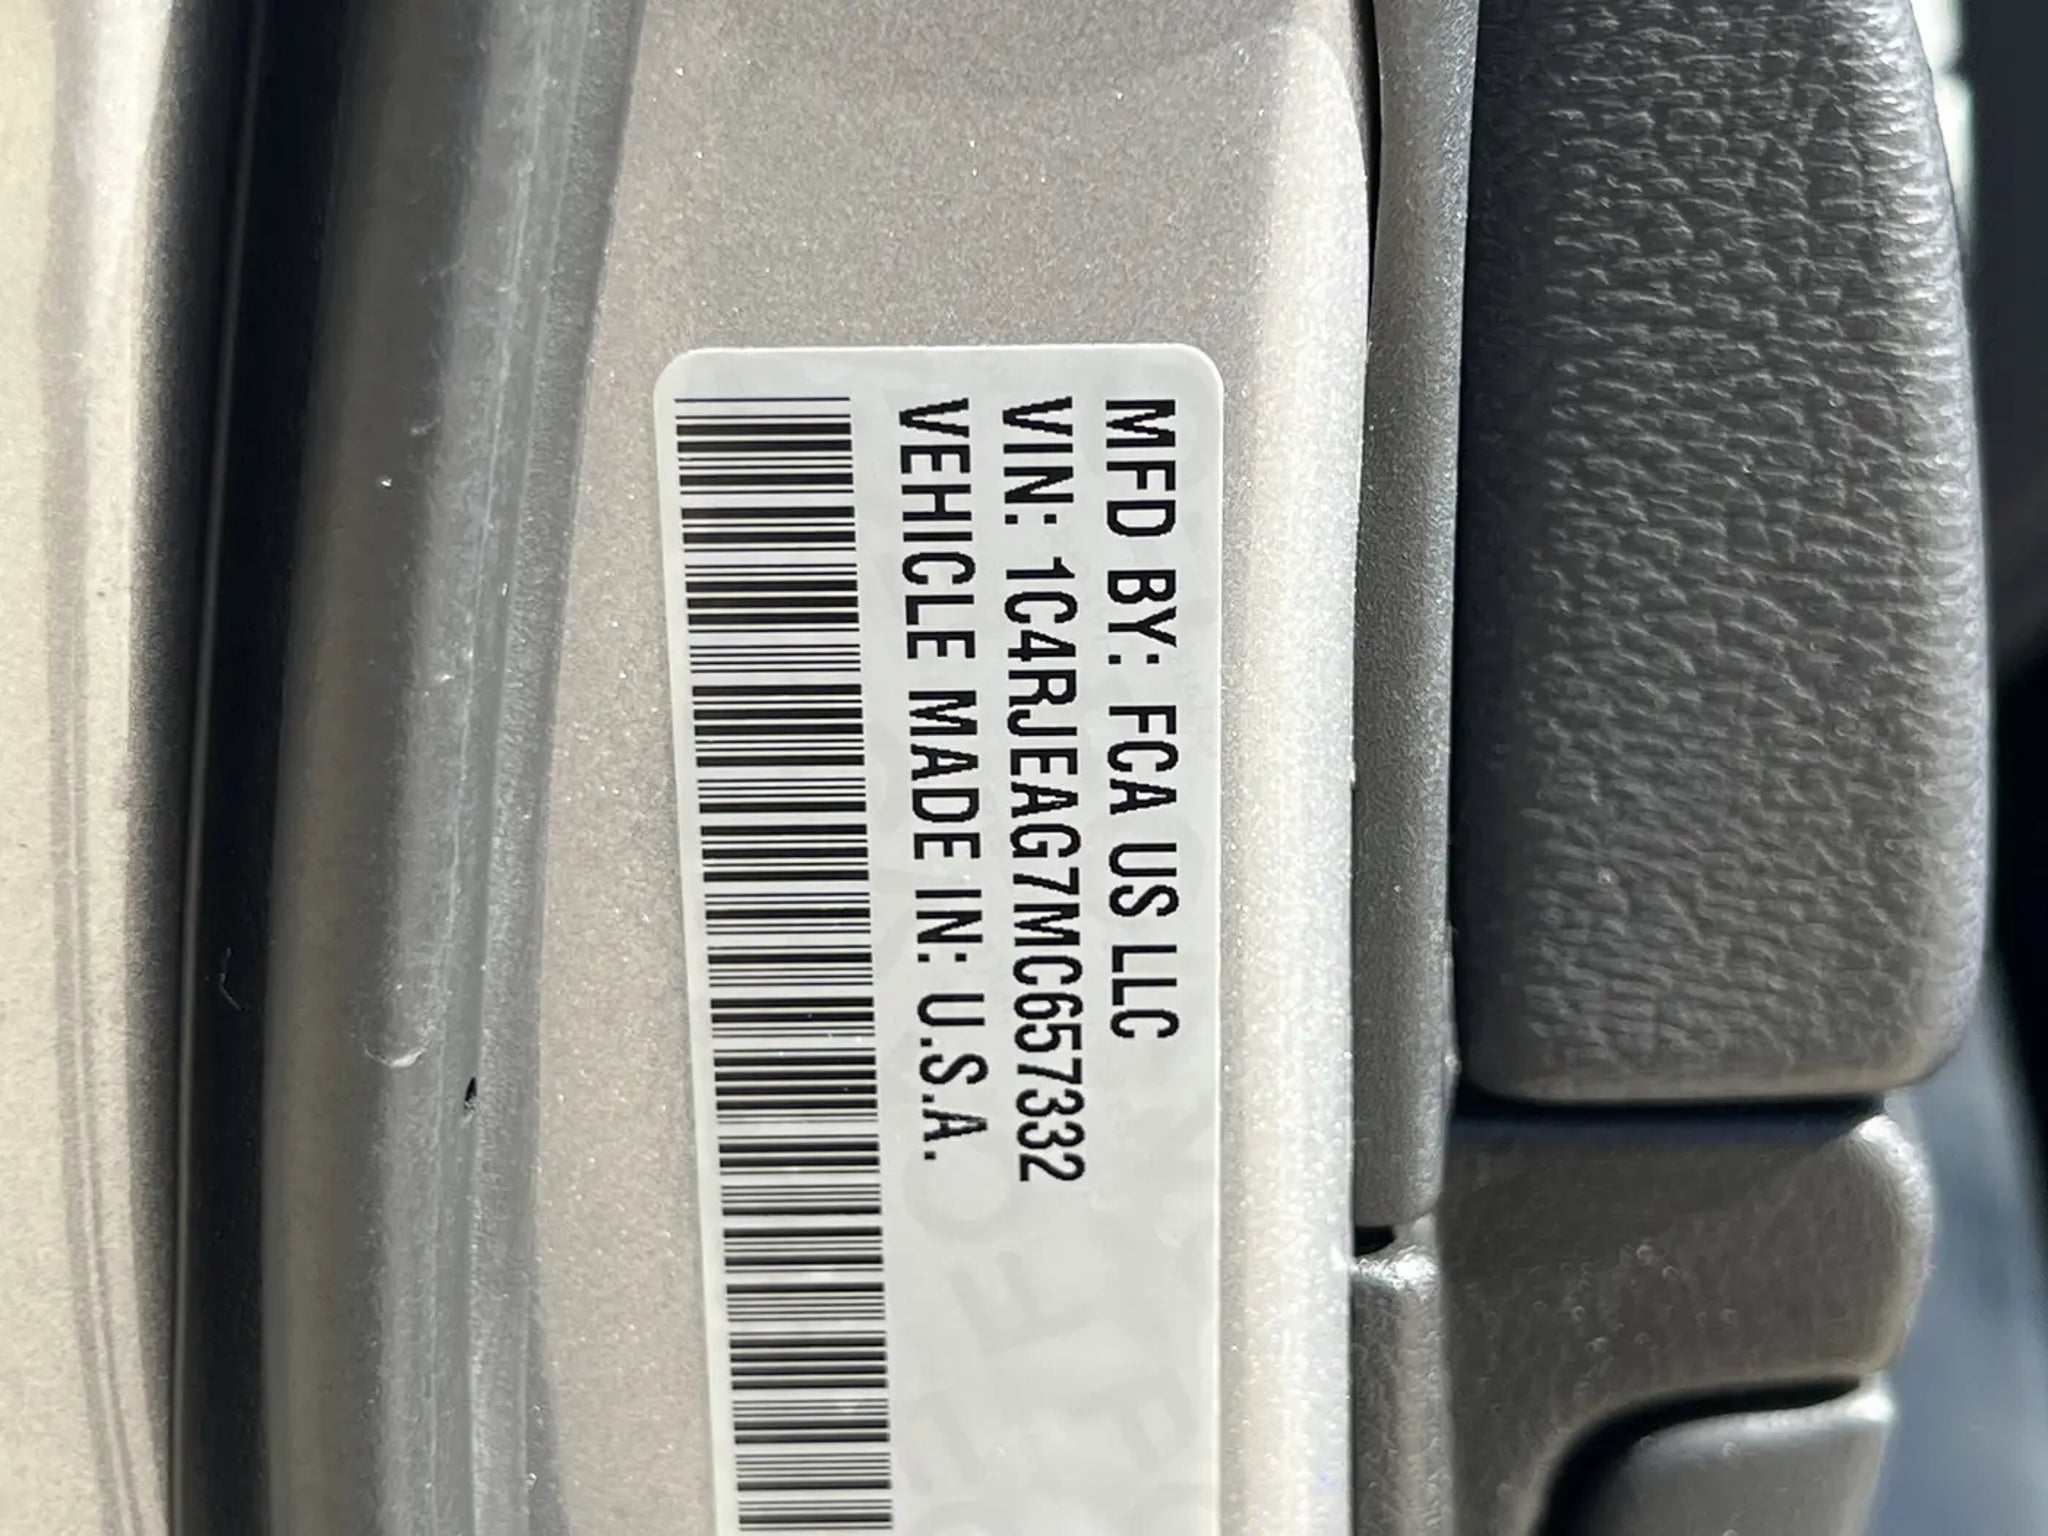 MFD BY: FCA US LLC
VIN: 1C4RJEAG7MC657332
VEHICLE MADE IN: U.S.A.